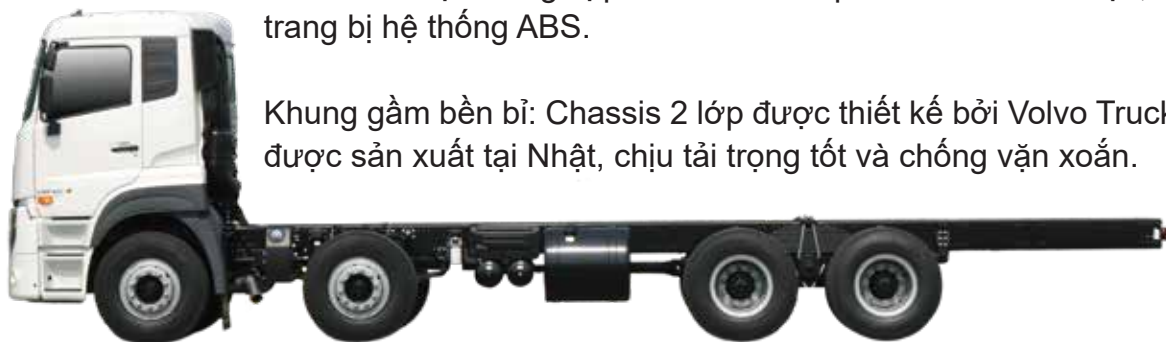 trang bị hệ thống ABS.
Khung gầm bền bỉ: Chassis 2 lớp được thiết kế bởi Volvo Truck
được sản xuất tại Nhật, chịu tải trọng tốt và chống vặn xoắn.